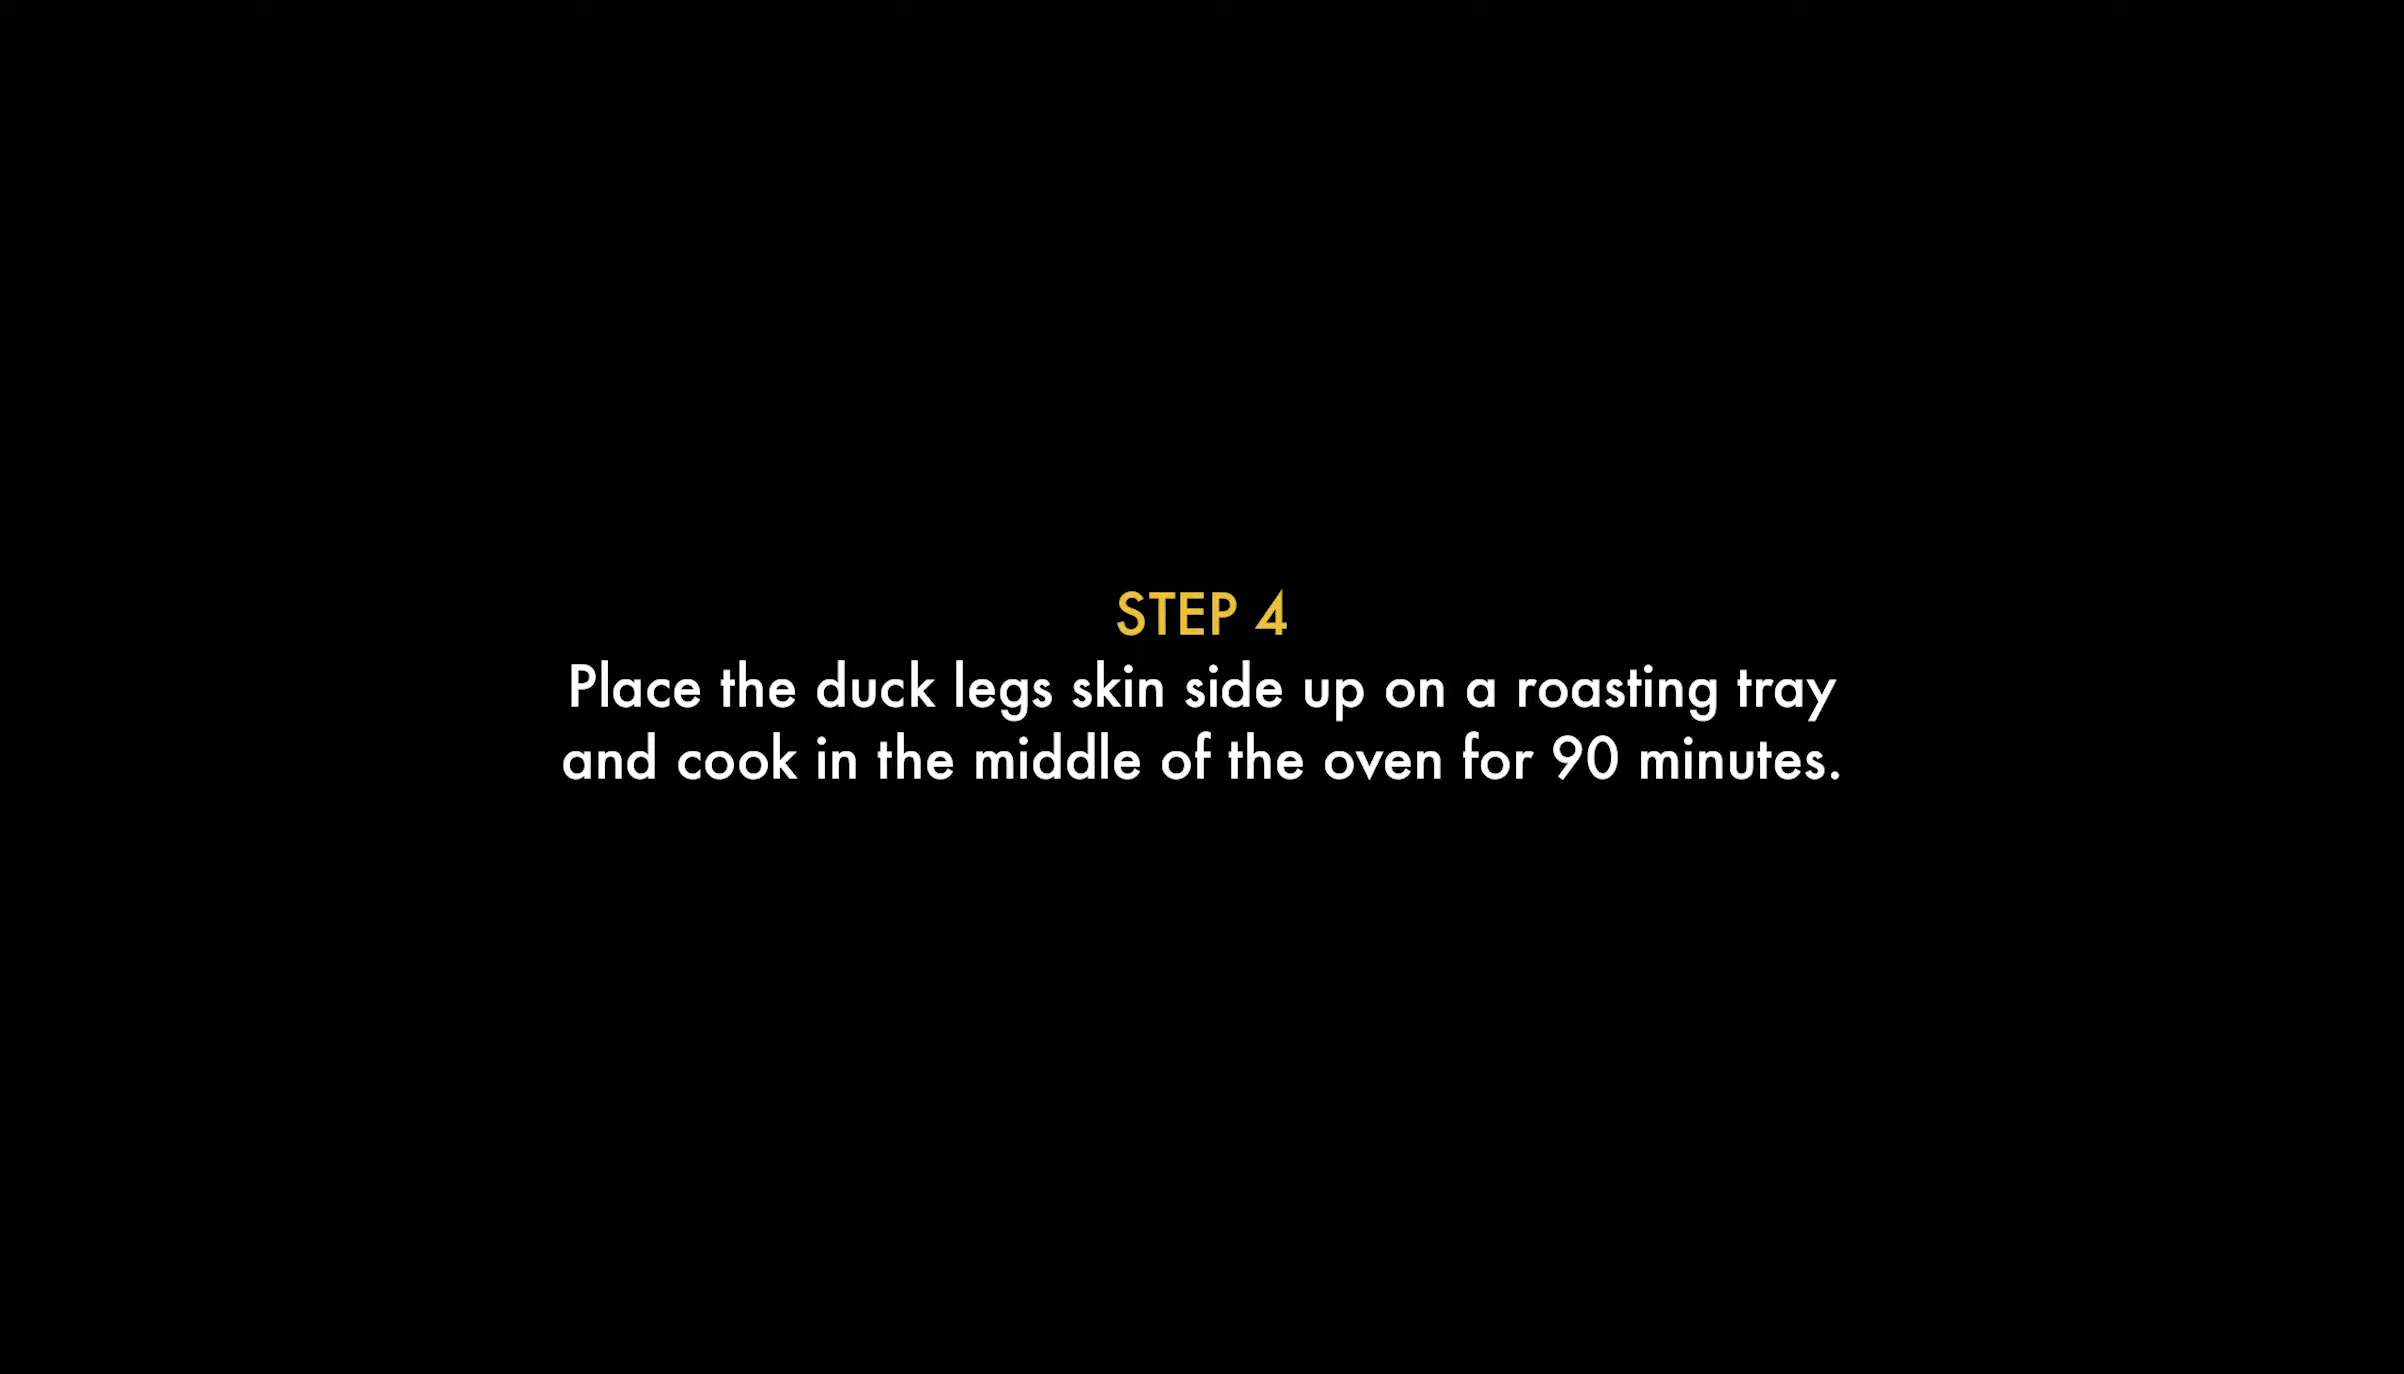 STEP 4
Place the duck legs skin side up on a roasting tray
and cook in the middle of the oven for 90 minutes.